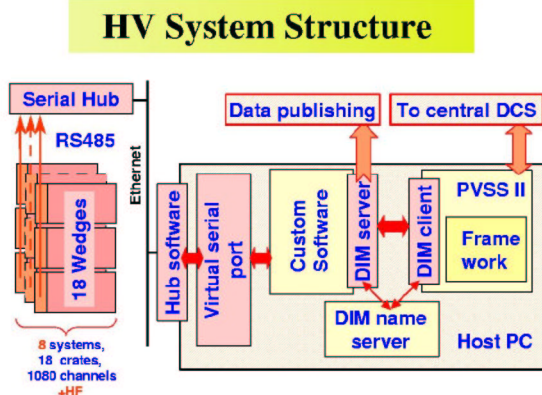 HV System Structure
Serial Hub
RS485
Ethernet
18 Wedges
8 systems,
18 crates,
1080 channels
+HF
Data publishing
To central DCS
Hub software
Virtual serial
port
Custom
Software
DIM server
DIM client
PVSS II
Frame
work
DIM name
server
Host PC